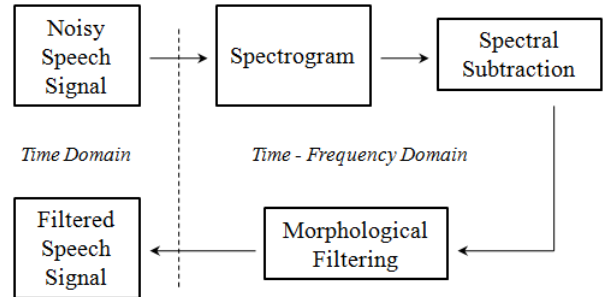 Noisy
Speech
Signal
Spectrogram
Spectral
Subtraction
Time Domain
Time - Frequency Domain
Filtered
Speech
Signal
Morphological
Filtering